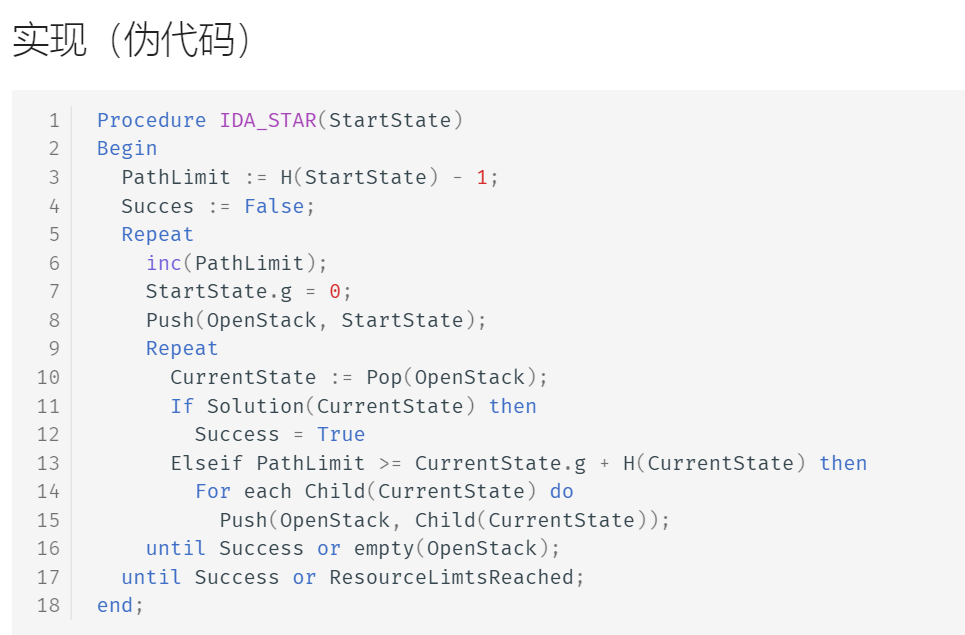 实现（伪代码）
1 Procedure IDA_STAR(StartState)
2 Begin
3   PathLimit := H(StartState) - 1;
4   Succes := False;
5   Repeat
6     inc(PathLimit);
7     StartState.g = 0;
8     Push(OpenStack, StartState);
9     Repeat
10       CurrentState := Pop(OpenStack);
11       If Solution(CurrentState) then
12         Success = True
13       Elseif PathLimit >= CurrentState.g + H(CurrentState) then
14         For each Child(CurrentState) do
15           Push(OpenStack, Child(CurrentState));
16     until Success or empty(OpenStack);
17   until Success or ResourceLimtsReached;
18 end;